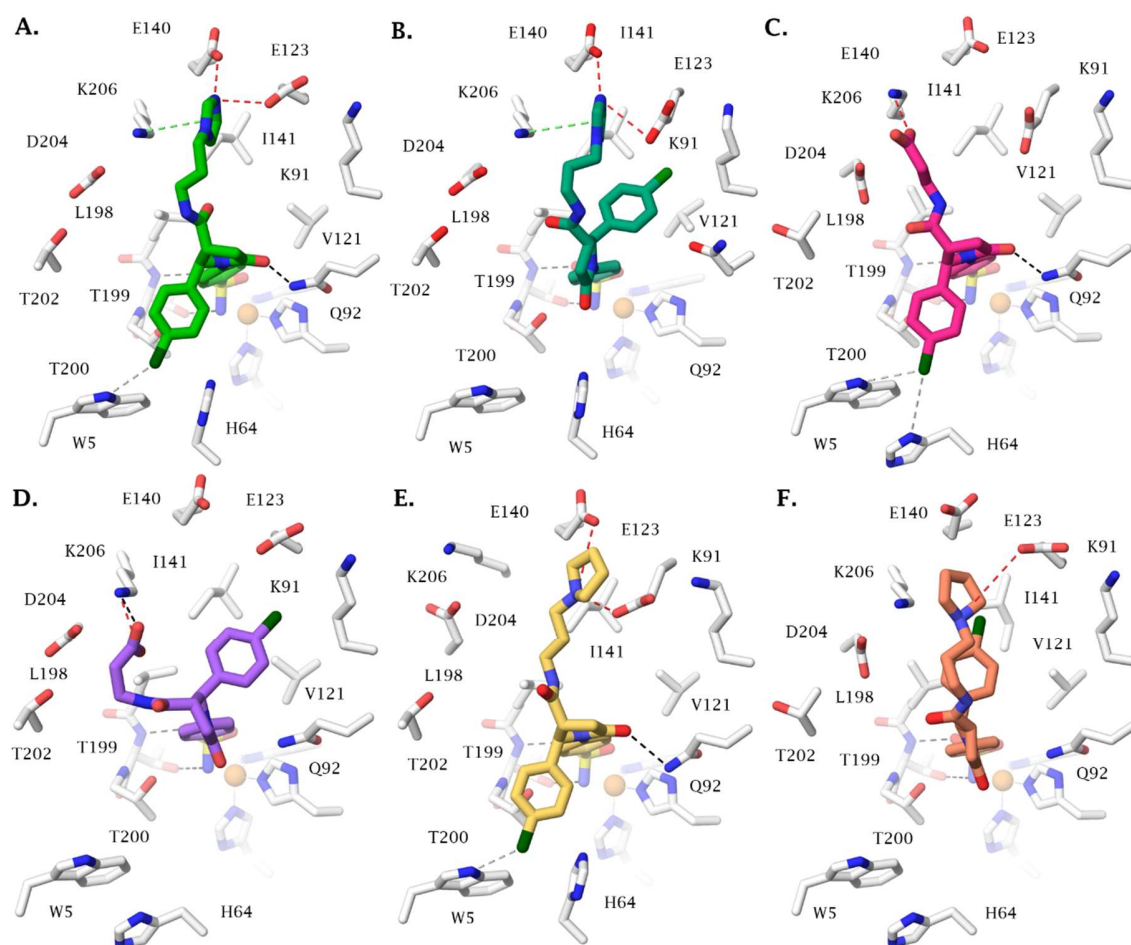 A.
E140
E123
K206
I141
D204
K91
L198
V121
T202
T199
Q92
T200
W5
H64
B.
E140
I141
E123
K206
K91
D204
L198
V121
T202
T199
T200
Q92
W5
H64
C.
E140
E123
K91
K206
I141
D204
V121
L198
T202
T199
Q92
T200
W5
H64
D.
E140
E123
K206
I141
D204
K91
L198
V121
T202
T199
Q92
T200
W5
H64
E.
E140
E123
K91
K206
D204
I141
L198
V121
T202
T199
Q92
T200
W5
H64
F.
E140
E123
K91
K206
I141
D204
V121
L198
T202
T199
Q92
T200
W5
H64